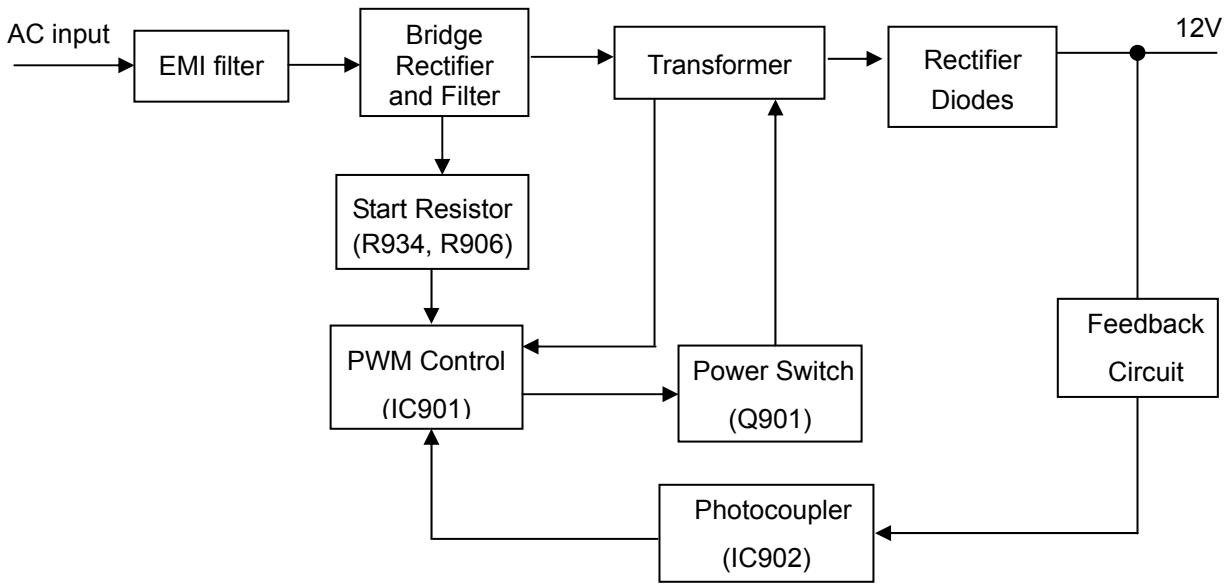 AC input
EMI filter
Bridge
Rectifier
and Filter
Transformer
Rectifier
Diodes
12V
Start Resistor
(R934, R906)
PWM Control
(IC901)
Power Switch
(Q901)
Feedback
Circuit
Photocoupler
(IC902)